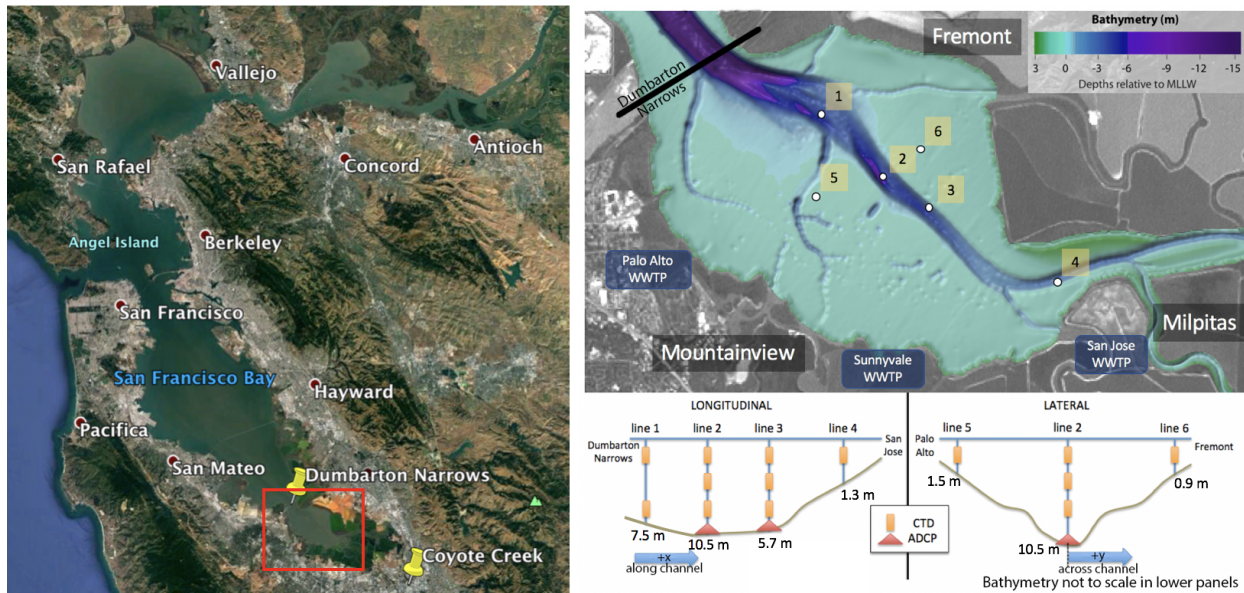 Vallejo
San Rafael
Concord
Antioch
Angel Island
Berkeley
San Francisco
San Francisco Bay
Hayward
Pacifica
San Mateo
Dumbarton Narrows
Coyote Creek
Dumbarton
Narrows
Fremont
Bathymetry (m)
3 0 -3 -6 -9 -12 -15
Depths relative to MLLW
1
6
2
5
3
4
Palo Alto
WWTP
Mountainview
Sunnyvale
WWTP
San Jose
WWTP
Milpitas
LONGITUDINAL
line 1 line 2 line 3 line 4
Dumbarton
Narrows
San
Jose
7.5 m
10.5 m
5.7 m
1.3 m
+x
along channel
CTD
ADCP
LATERAL
line 5 line 2 line 6
Palo
Alto
Fremont
1.5 m
10.5 m
0.9 m
+y
across channel
Bathymetry not to scale in lower panels